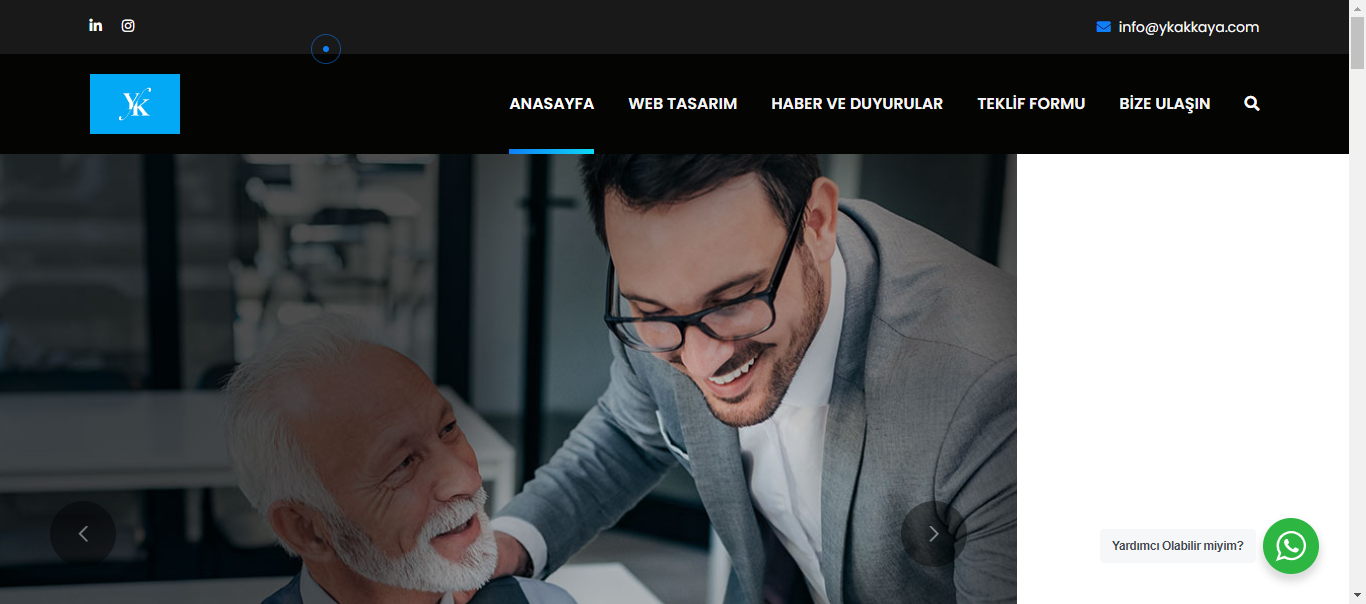 info@ykakkaya.com
YK
ANASAYFA WEB TASARIM HABER VE DUYURULAR TEKLİF FORMU BİZE ULAŞIN
Yardımcı Olabilir miyim?